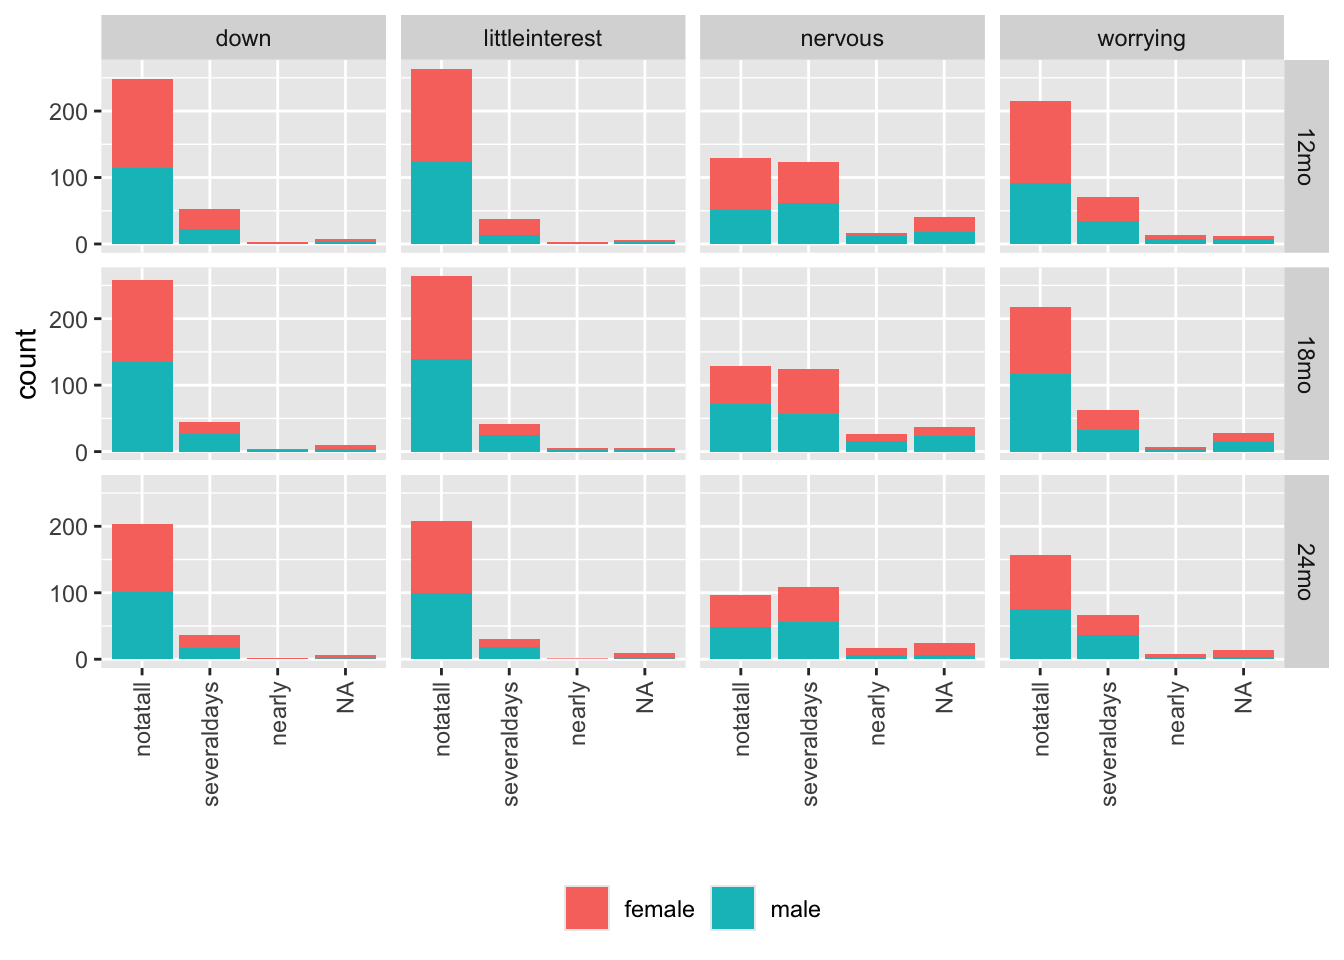 down littleinterest nervous worrying
200
100
0
12mo
count
200
100
0
18mo
200
100
0
24mo
notatall severaldays nearly NA notatall severaldays nearly NA notatall severaldays nearly NA notatall severaldays nearly NA
female male